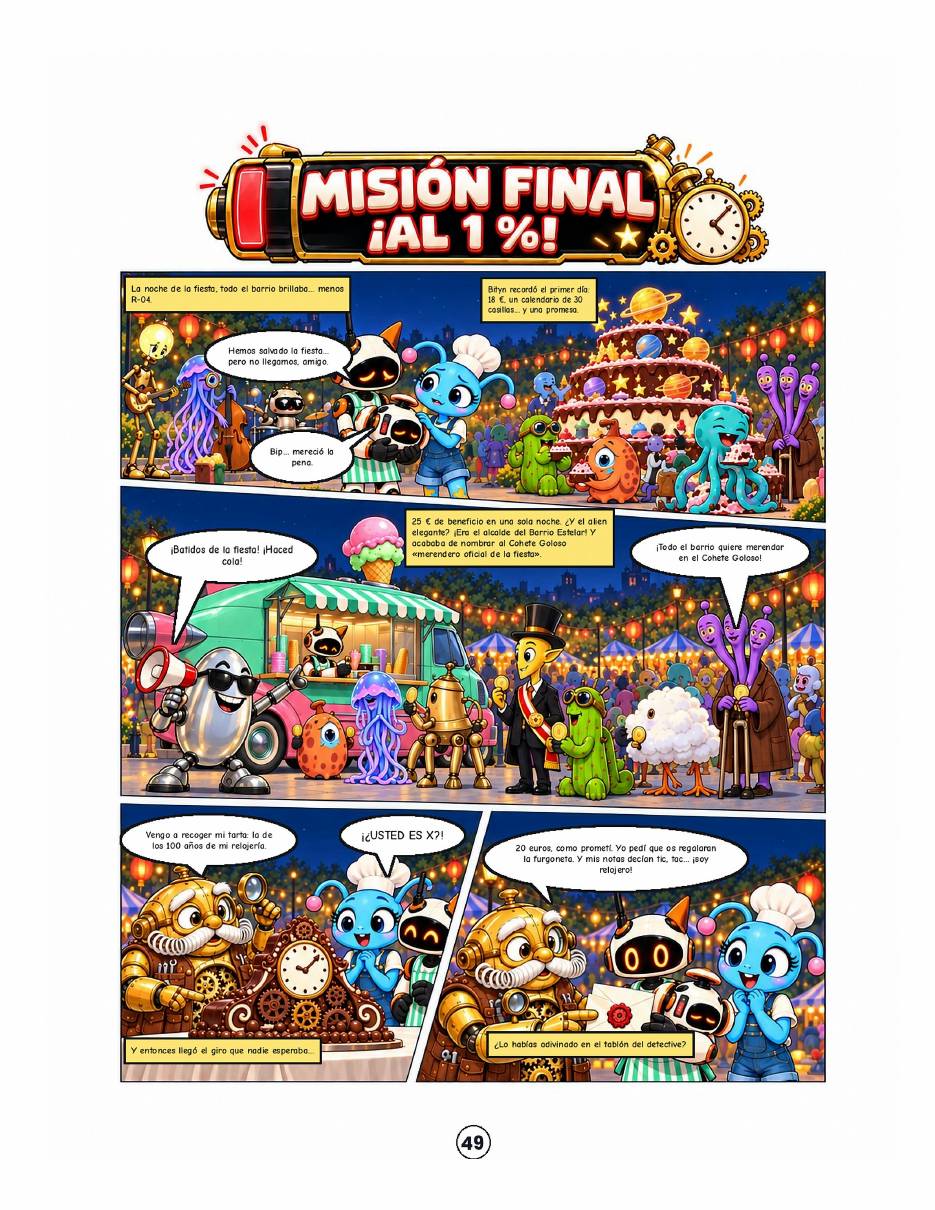 MISIÓN FINAL
¡AL 1 %!
La noche de la fiesta, todo el barrio brillaba... menos
R-04.
Bityn recordó el primer día:
18 €, un calendario de 30
casillas... y una promesa.
Hemos salvado la fiesta...
pero no llegamos, amigo.
Bip... mereció la
pena.
25 € de beneficio en una sola noche. ¿Y el alien
elegante? ¡Era el alcalde del Barrio Estelar! Y
acababa de nombrar al Cohete Goloso
«merendero oficial de la fiesta».
¡Batidos de la fiesta! ¡Haced
cola!
¡Todo el barrio quiere merendar
en el Cohete Goloso!
Vengo a recoger mi tarta: la de
los 100 años de mi relojería.
¡¿USTED ES X?!
Y entonces llegó el giro que nadie esperaba...
20 euros, como prometí. Yo pedí que os regalaran
la furgoneta. Y mis notas decían tic, tac... ¡soy
relojero!
¿Lo habías adivinado en el tablón del detective?
49